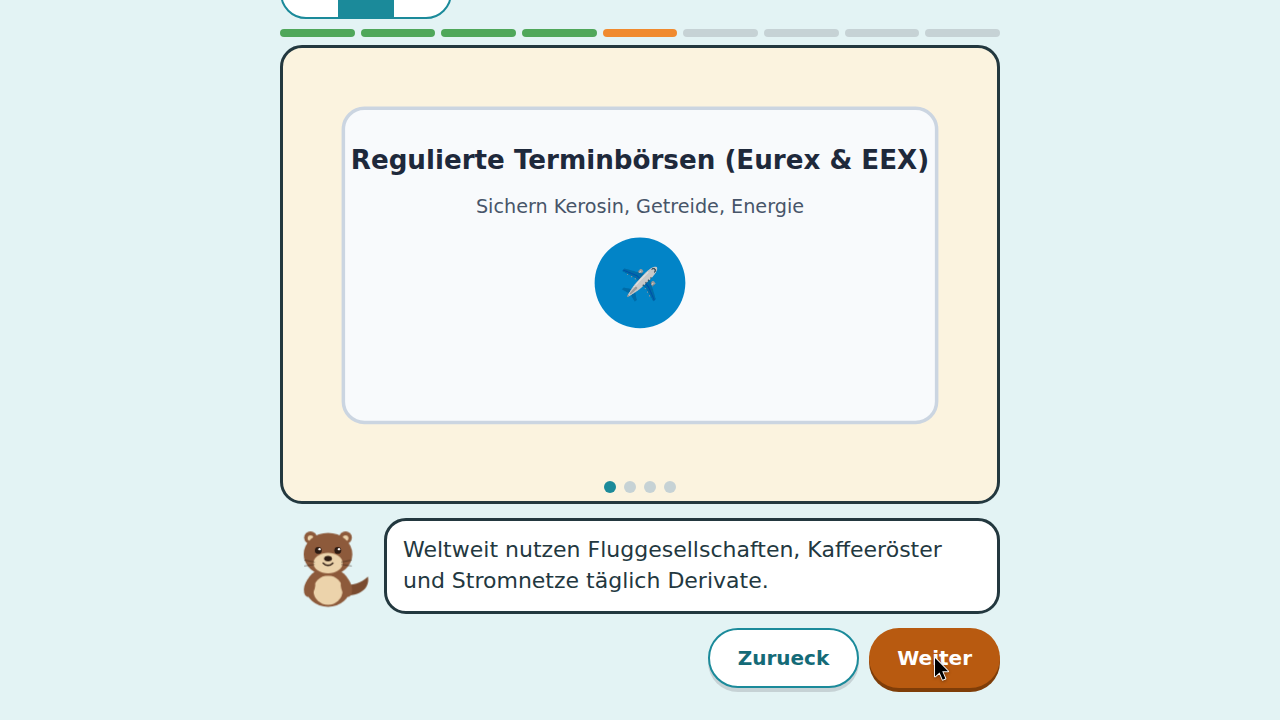 Regulierte Terminbörsen (Eurex & EEX)
Sichern Kerosin, Getreide, Energie
Weltweit nutzen Fluggesellschaften, Kaffeeröster
und Stromnetze täglich Derivate.
Zurueck
Weiter